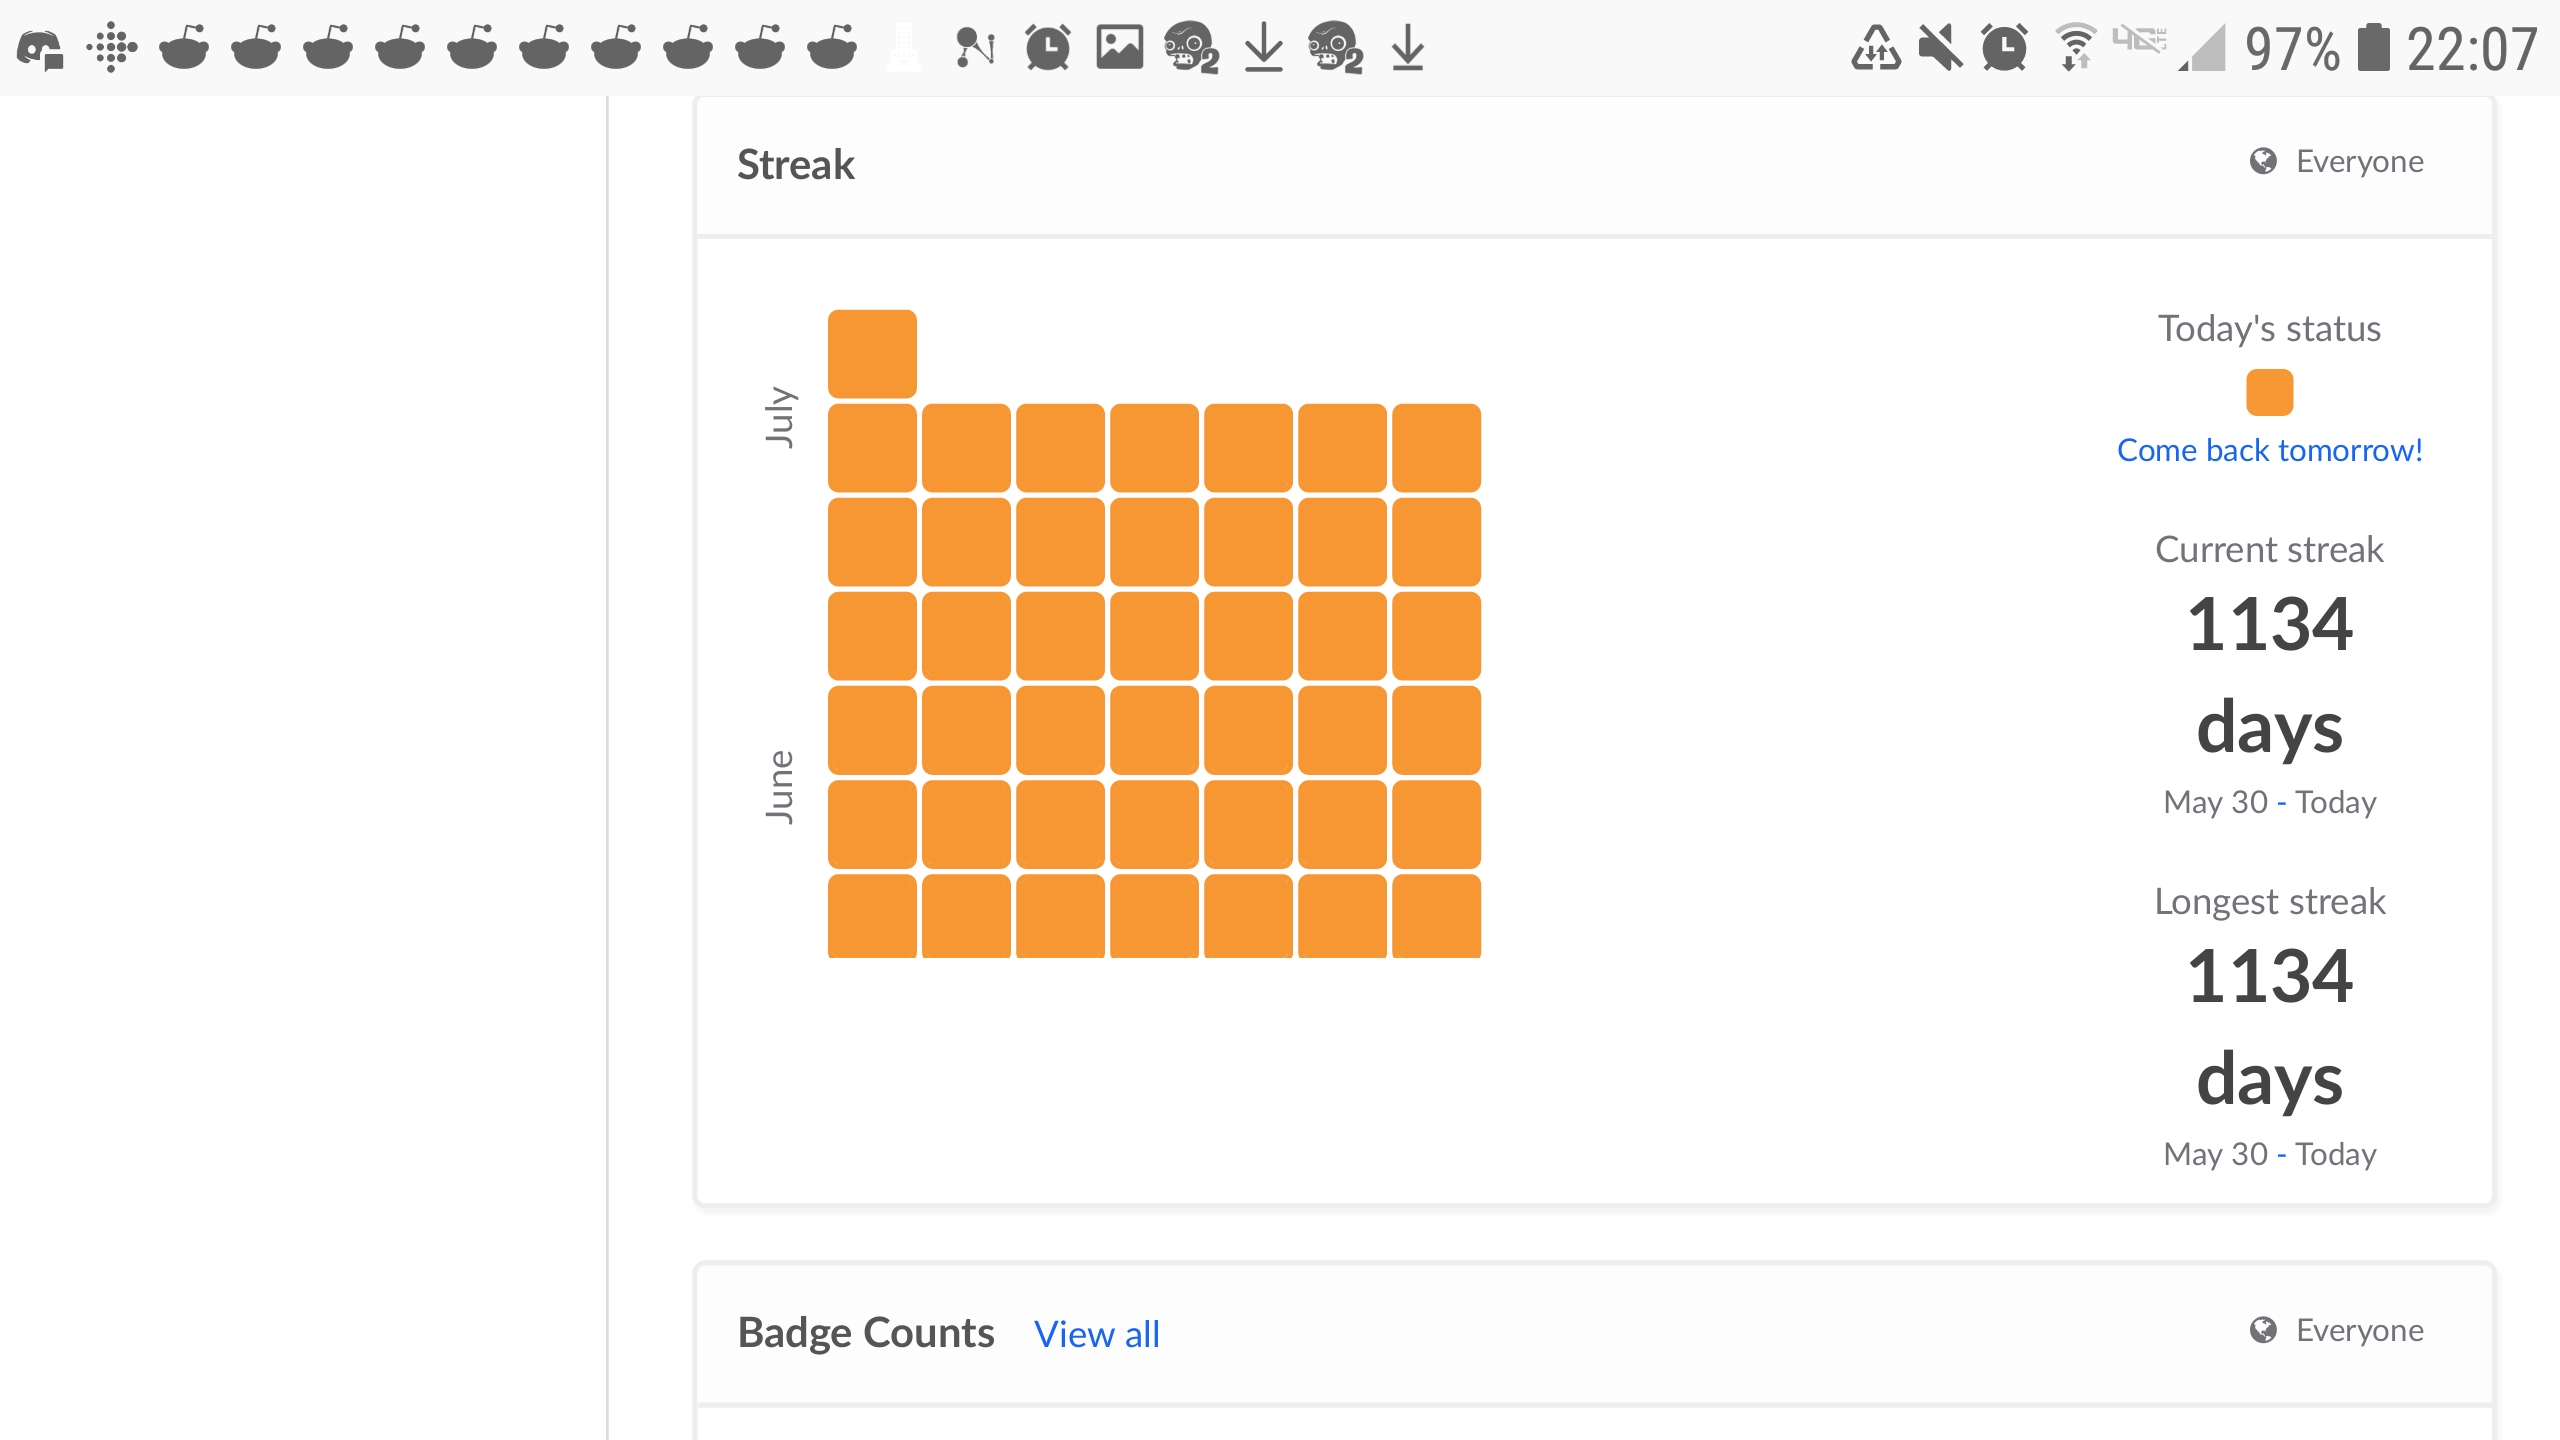 97% 22:07
Streak
Everyone
July
June
Today's status
Come back tomorrow!
Current streak
1134
days
May 30 - Today
Longest streak
1134
days
May 30 - Today
Badge Counts View all
Everyone